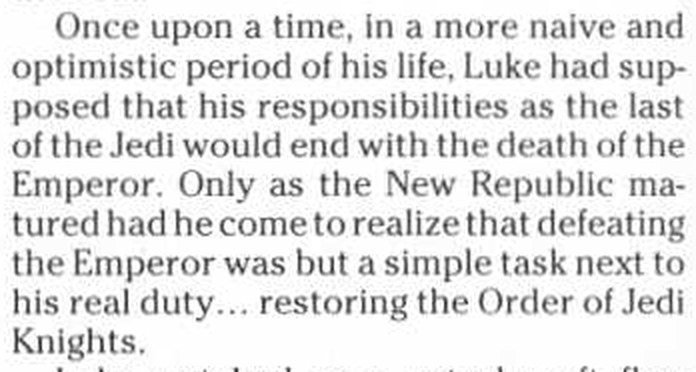 Once upon a time, in a more naive and
optimistic period of his life, Luke had sup-
posed that his responsibilities as the last
of the Jedi would end with the death of the
Emperor. Only as the New Republic ma-
tured had he come to realize that defeating
the Emperor was but a simple task next to
his real duty... restoring the Order of Jedi
Knights.